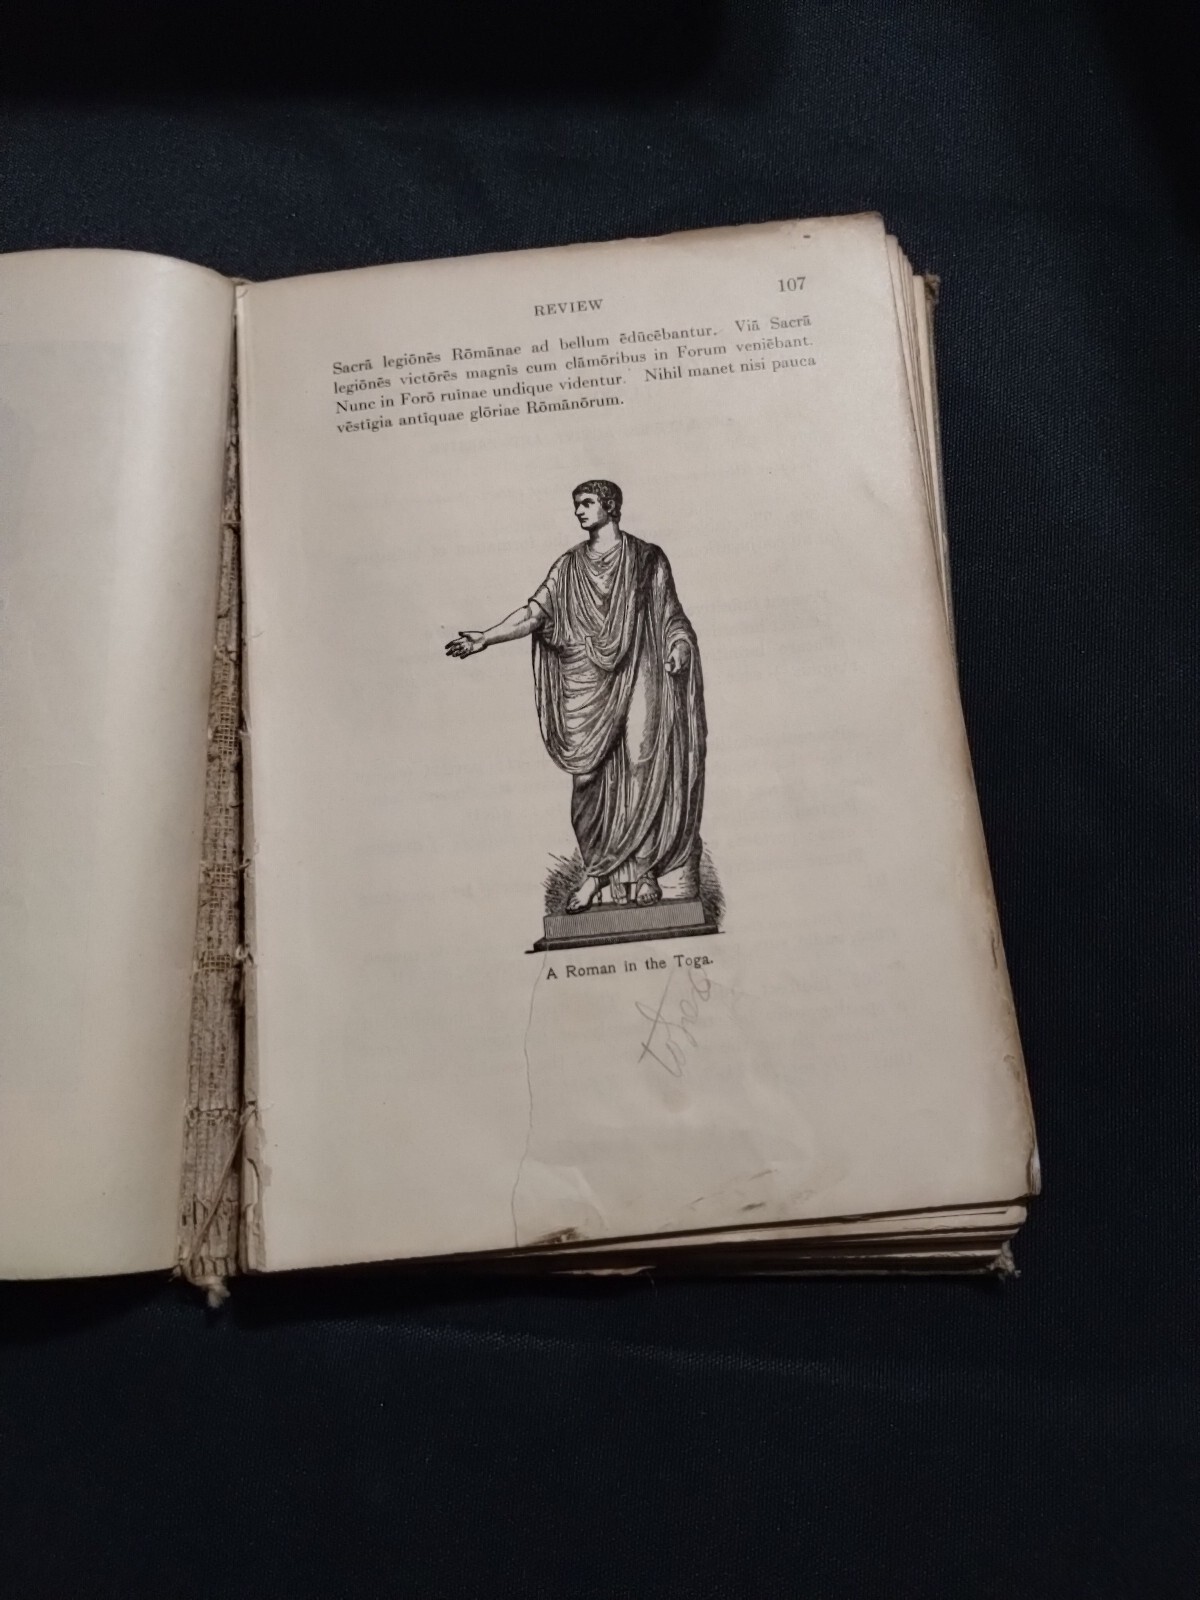 REVIEW 107
Sacrā legiōnēs Rōmānae ad bellum ēdūcēbantur. Viā Sacrā
legiōnēs victōrēs magnīs cum clāmōribus in Forum veniēbant.
Nunc in Forō ruīnae undique videntur. Nihil manet nisi pauca
vēstīgia antīquae glōriae Rōmānōrum.
A Roman in the Toga.